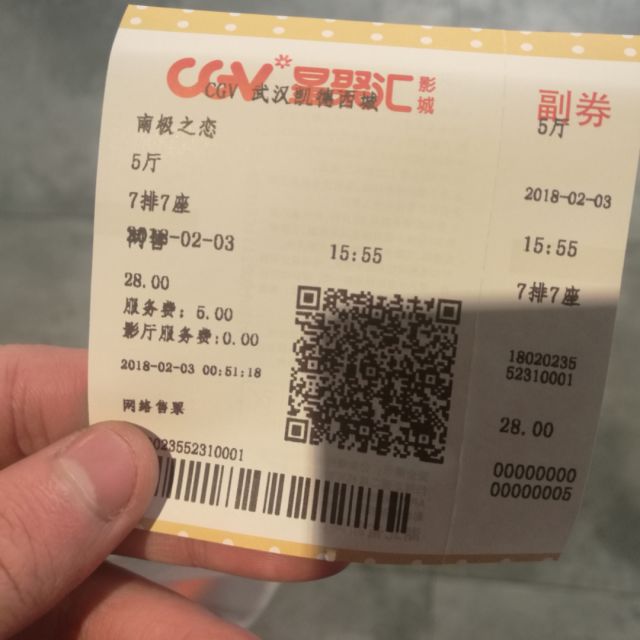 CGV 星聚汇 影城
CGV 武汉凯德西城
南极之恋
5厅
7排7座
2018-02-03 15:55
网售
28.00
服务费: 5.00
影厅服务费:0.00
2018-02-03 00:51:18
网络售票
023552310001
副券
5厅
2018-02-03
15:55
7排7座
18020235
52310001
28.00
00000000
00000005